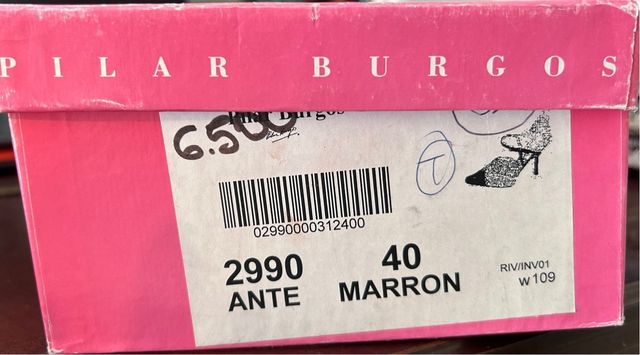 PILAR BURGOS
Pilar Burgos
6.500
T
02990000312400
2990 40
ANTE MARRON
RIV/INV01
W109